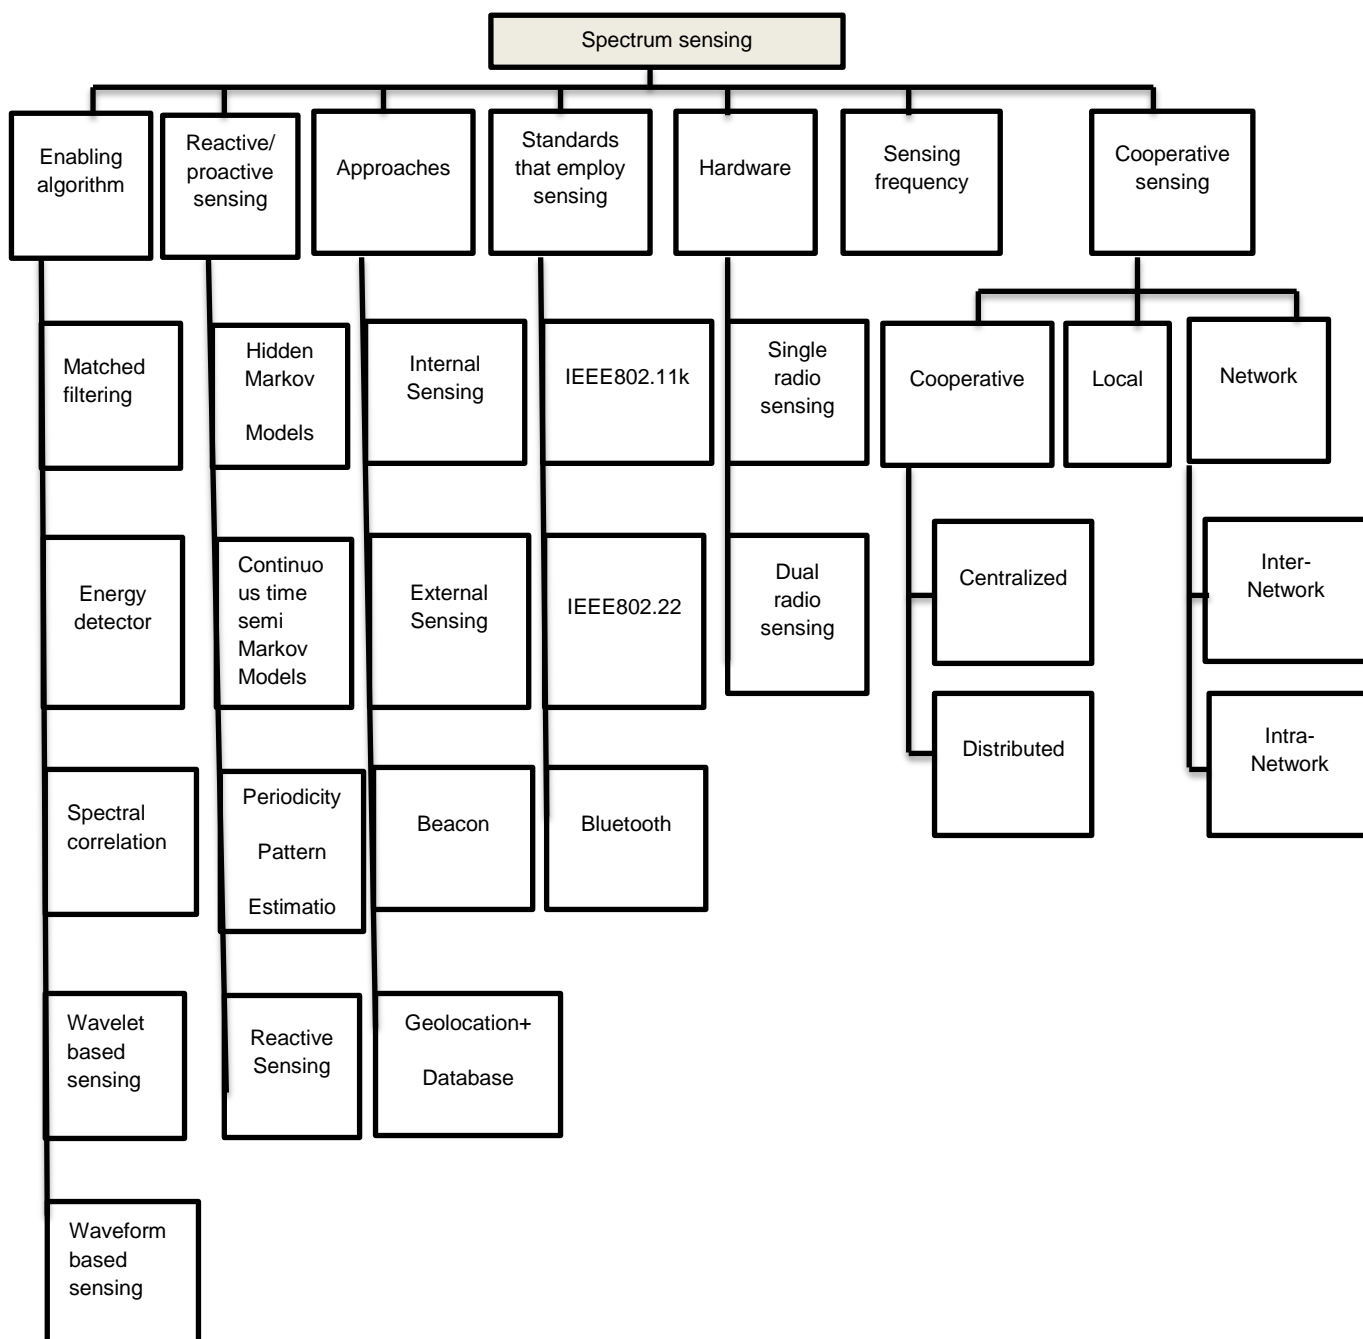 Spectrum sensing
Enabling
algorithm
Reactive/
proactive
sensing
Approaches
Standards
that employ
sensing
Hardware
Sensing
frequency
Cooperative
sensing
Matched
filtering
Hidden
Markov
Models
Internal
Sensing
IEEE802.11k
Single
radio
sensing
Cooperative
Local
Network
Energy
detector
Continuo
us time
semi
Markov
Models
External
Sensing
IEEE802.22
Dual
radio
sensing
Centralized
Inter-
Network
Spectral
correlation
Periodicity
Pattern
Estimatio
Beacon
Bluetooth
Distributed
Intra-
Network
Wavelet
based
sensing
Reactive
Sensing
Geolocation+
Database
Waveform
based
sensing